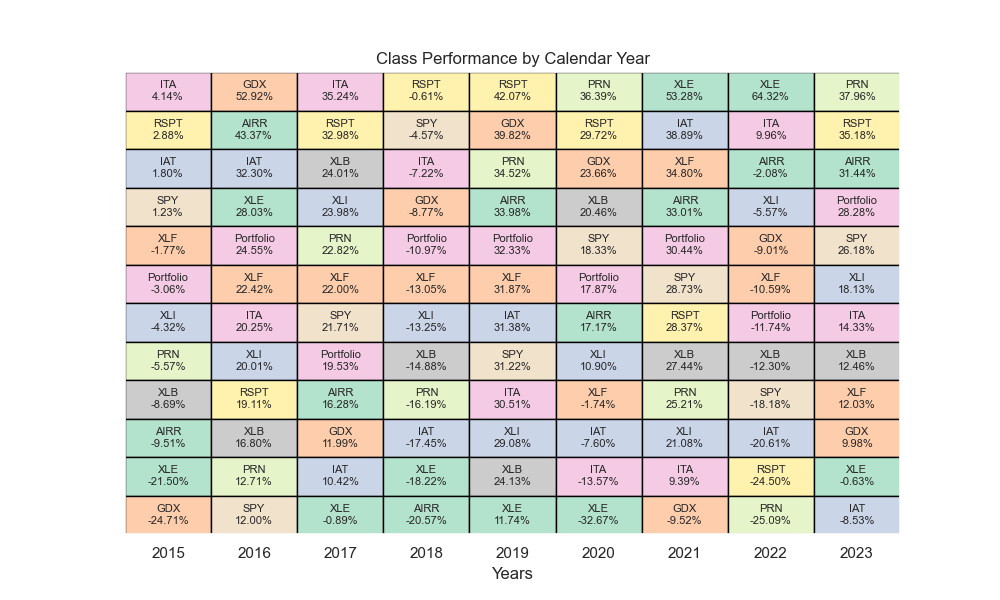 Class Performance by Calendar Year
ITA GDX ITA RSPT RSPT PRN XLE XLE PRN
4.14% 52.92% 35.24% -0.61% 42.07% 36.39% 53.28% 64.32% 37.96%
RSPT AIRR RSPT SPY GDX RSPT IAT ITA RSPT
2.88% 43.37% 32.98% -4.57% 39.82% 29.72% 38.89% 9.96% 35.18%
IAT IAT XLB ITA PRN GDX XLF AIRR AIRR
1.80% 32.30% 24.01% -7.22% 34.52% 23.66% 34.80% -2.08% 31.44%
SPY XLE XLI GDX AIRR XLB AIRR XLI Portfolio
1.23% 28.03% 23.98% -8.77% 33.98% 20.46% 33.01% -5.57% 28.28%
XLF Portfolio PRN Portfolio Portfolio SPY Portfolio GDX SPY
-1.77% 24.55% 22.82% -10.97% 32.33% 18.33% 30.44% -9.01% 26.18%
Portfolio XLF XLF XLF XLF Portfolio SPY XLF XLI
-3.06% 22.42% 22.00% -13.05% 31.87% 17.87% 28.73% -10.59% 18.13%
XLI ITA SPY XLI IAT AIRR RSPT Portfolio ITA
-4.32% 20.25% 21.71% -13.25% 31.38% 17.17% 28.37% -11.74% 14.33%
PRN XLI Portfolio XLB SPY XLI XLB XLB XLB
-5.57% 20.01% 19.53% -14.88% 31.22% 10.90% 27.44% -12.30% 12.46%
XLB RSPT AIRR PRN ITA XLF PRN SPY XLF
-8.69% 19.11% 16.28% -16.19% 30.51% -1.74% 25.21% -18.18% 12.03%
AIRR XLB GDX IAT XLI IAT XLI IAT GDX
-9.51% 16.80% 11.99% -17.45% 29.08% -7.60% 21.08% -20.61% 9.98%
XLE PRN IAT XLE XLB ITA ITA RSPT XLE
-21.50% 12.71% 10.42% -18.22% 24.13% -13.57% 9.39% -24.50% -0.63%
GDX SPY XLE AIRR XLE XLE GDX PRN IAT
-24.71% 12.00% -0.89% -20.57% 11.74% -32.67% -9.52% -25.09% -8.53%
2015 2016 2017 2018 2019 2020 2021 2022 2023
Years